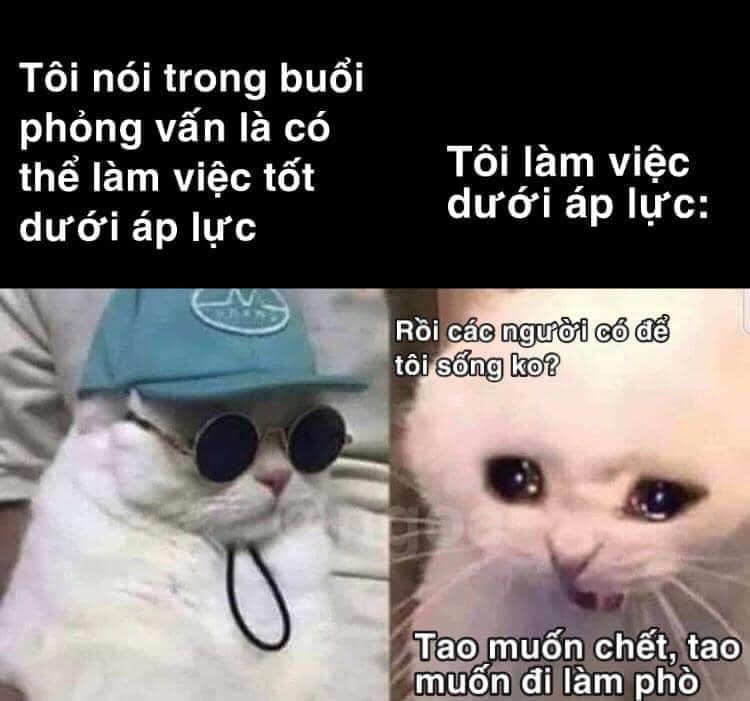 Tôi nói trong buổi
phỏng vấn là có
thể làm việc tốt
dưới áp lực
Tôi làm việc
dưới áp lực:
Rồi các người có để
tôi sống ko?
Tao muốn chết, tao
muốn đi làm phò